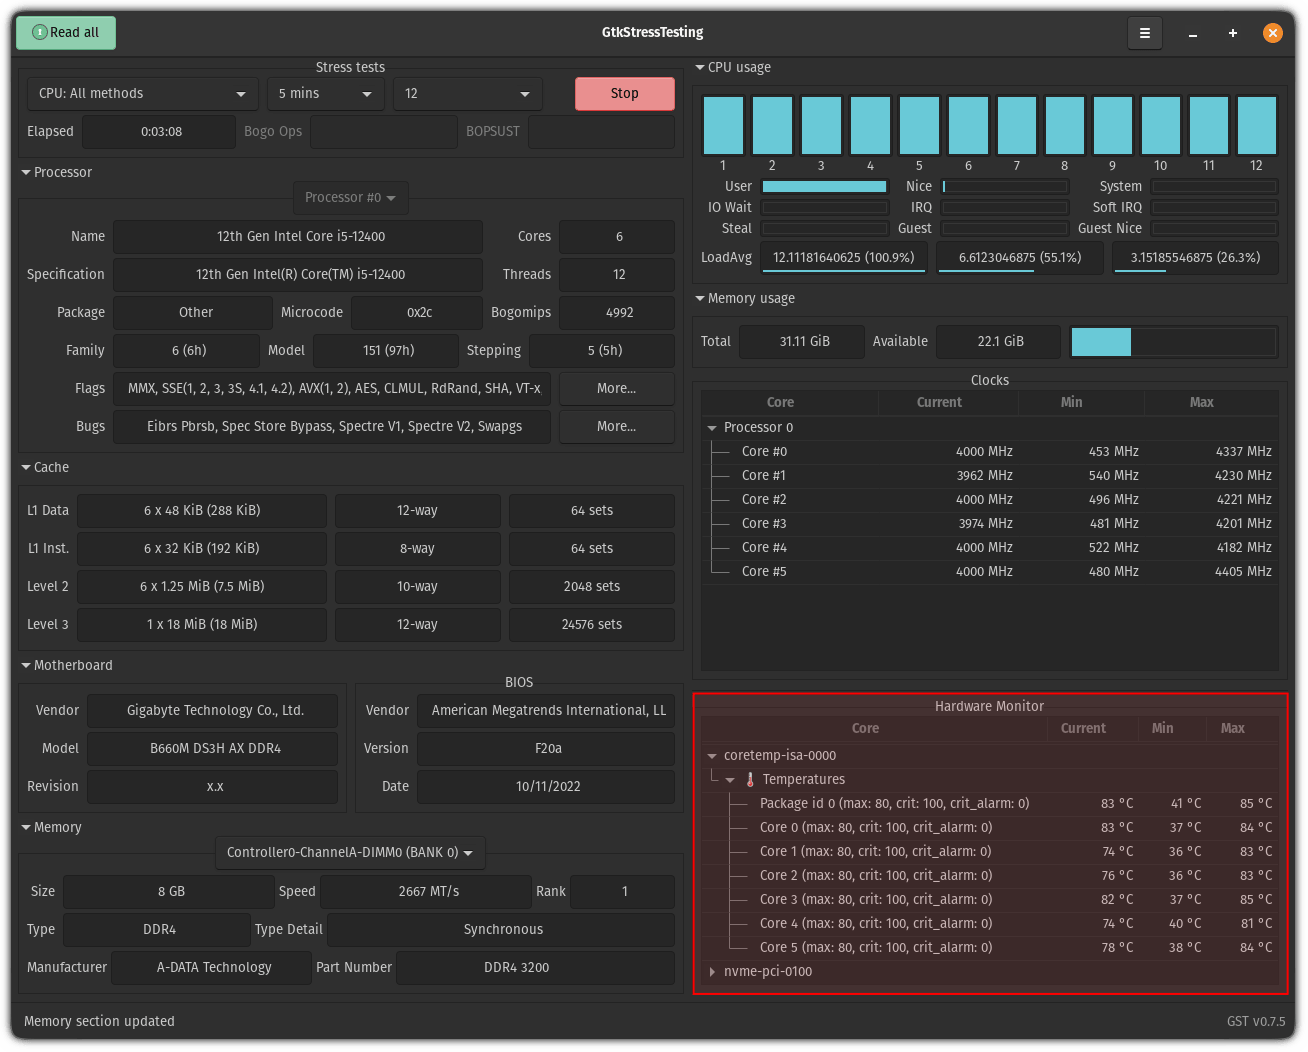 Read all
GtkStressTesting
Stress tests
CPU: All methods 5 mins 12 Stop
Elapsed 0:03:08 Bogo Ops BOPSUST
Processor
Processor #0
Name 12th Gen Intel Core i5-12400 Cores 6
Specification 12th Gen Intel(R) Core(TM) i5-12400 Threads 12
Package Other Microcode 0x2c Bogomips 4992
Family 6 (6h) Model 151 (97h) Stepping 5 (5h)
Flags MMX, SSE(1, 2, 3, 3S, 4.1, 4.2), AVX(1, 2), AES, CLMUL, RdRand, SHA, VT-x, More...
Bugs Eibrs Pbrsb, Spec Store Bypass, Spectre V1, Spectre V2, Swapgs More...
Cache
L1 Data 6 x 48 KiB (288 KiB) 12-way 64 sets
L1 Inst. 6 x 32 KiB (192 KiB) 8-way 64 sets
Level 2 6 x 1.25 MiB (7.5 MiB) 10-way 2048 sets
Level 3 1 x 18 MiB (18 MiB) 12-way 24576 sets
Motherboard
Vendor Gigabyte Technology Co., Ltd.
Model B660M DS3H AX DDR4
Revision x.x
BIOS
Vendor American Megatrends International, LL
Version F20a
Date 10/11/2022
Memory
Controller0-ChannelA-DIMM0 (BANK 0)
Size 8 GB Speed 2667 MT/s Rank 1
Type DDR4 Type Detail Synchronous
Manufacturer A-DATA Technology Part Number DDR4 3200
CPU usage
1 2 3 4 5 6 7 8 9 10 11 12
User Nice System
IO Wait IRQ Soft IRQ
Steal Guest Guest Nice
LoadAvg 12.11181640625 (100.9%) 6.6123046875 (55.1%) 3.15185546875 (26.3%)
Memory usage
Total 31.11 GiB Available 22.1 GiB
Clocks
Core Current Min Max
Processor 0
Core #0 4000 MHz 453 MHz 4337 MHz
Core #1 3962 MHz 540 MHz 4230 MHz
Core #2 4000 MHz 496 MHz 4221 MHz
Core #3 3974 MHz 481 MHz 4201 MHz
Core #4 4000 MHz 522 MHz 4182 MHz
Core #5 4000 MHz 480 MHz 4405 MHz
Hardware Monitor
Core Current Min Max
coretemp-isa-0000
Temperatures
Package id 0 (max: 80, crit: 100, crit_alarm: 0) 83 °C 41 °C 85 °C
Core 0 (max: 80, crit: 100, crit_alarm: 0) 83 °C 37 °C 84 °C
Core 1 (max: 80, crit: 100, crit_alarm: 0) 74 °C 36 °C 83 °C
Core 2 (max: 80, crit: 100, crit_alarm: 0) 76 °C 36 °C 83 °C
Core 3 (max: 80, crit: 100, crit_alarm: 0) 82 °C 37 °C 85 °C
Core 4 (max: 80, crit: 100, crit_alarm: 0) 74 °C 40 °C 81 °C
Core 5 (max: 80, crit: 100, crit_alarm: 0) 78 °C 38 °C 84 °C
nvme-pci-0100
Memory section updated
GST v0.7.5